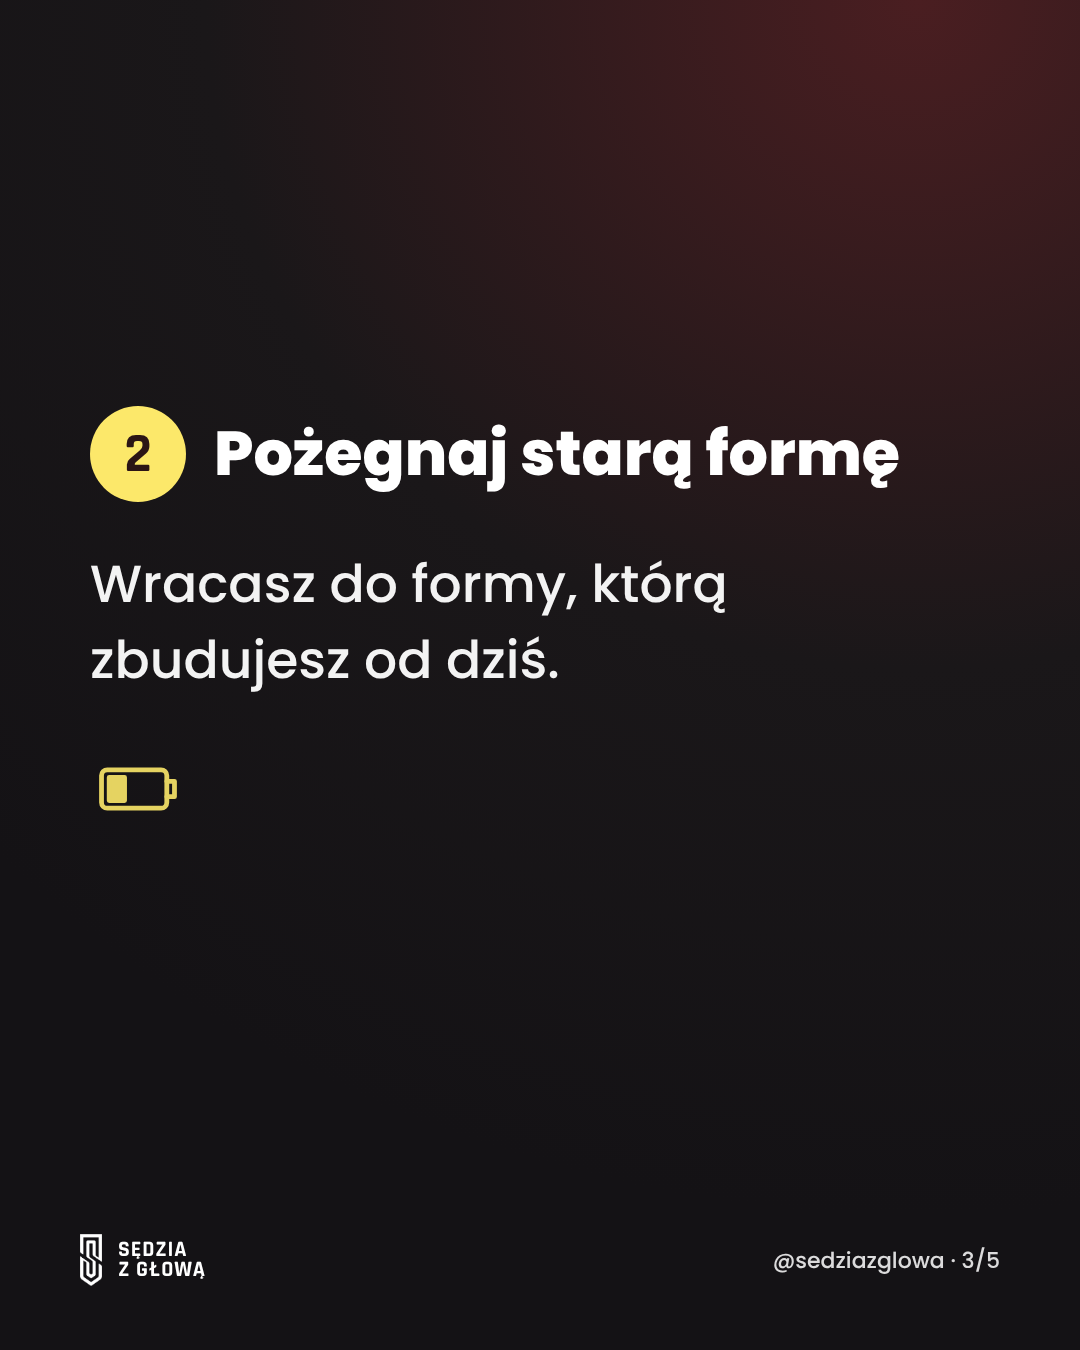 2 Pożegnaj starą formę
Wracasz do formy, którą
zbudujesz od dziś.
SĘDZIA
Z GŁOWĄ
@sedziazglowa · 3/5